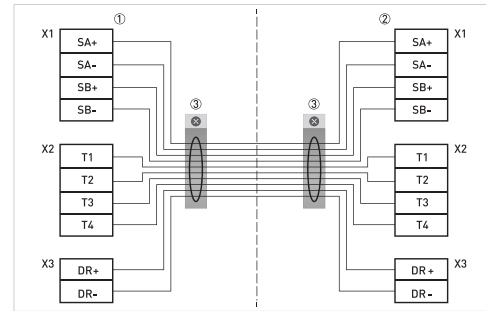 ① ②
X1 X1
SA+ SA+
SA- SA-
SB+ SB+
SB- SB-
③ ③
X2 X2
T1 T1
T2 T2
T3 T3
T4 T4
X3 X3
DR+ DR+
DR- DR-